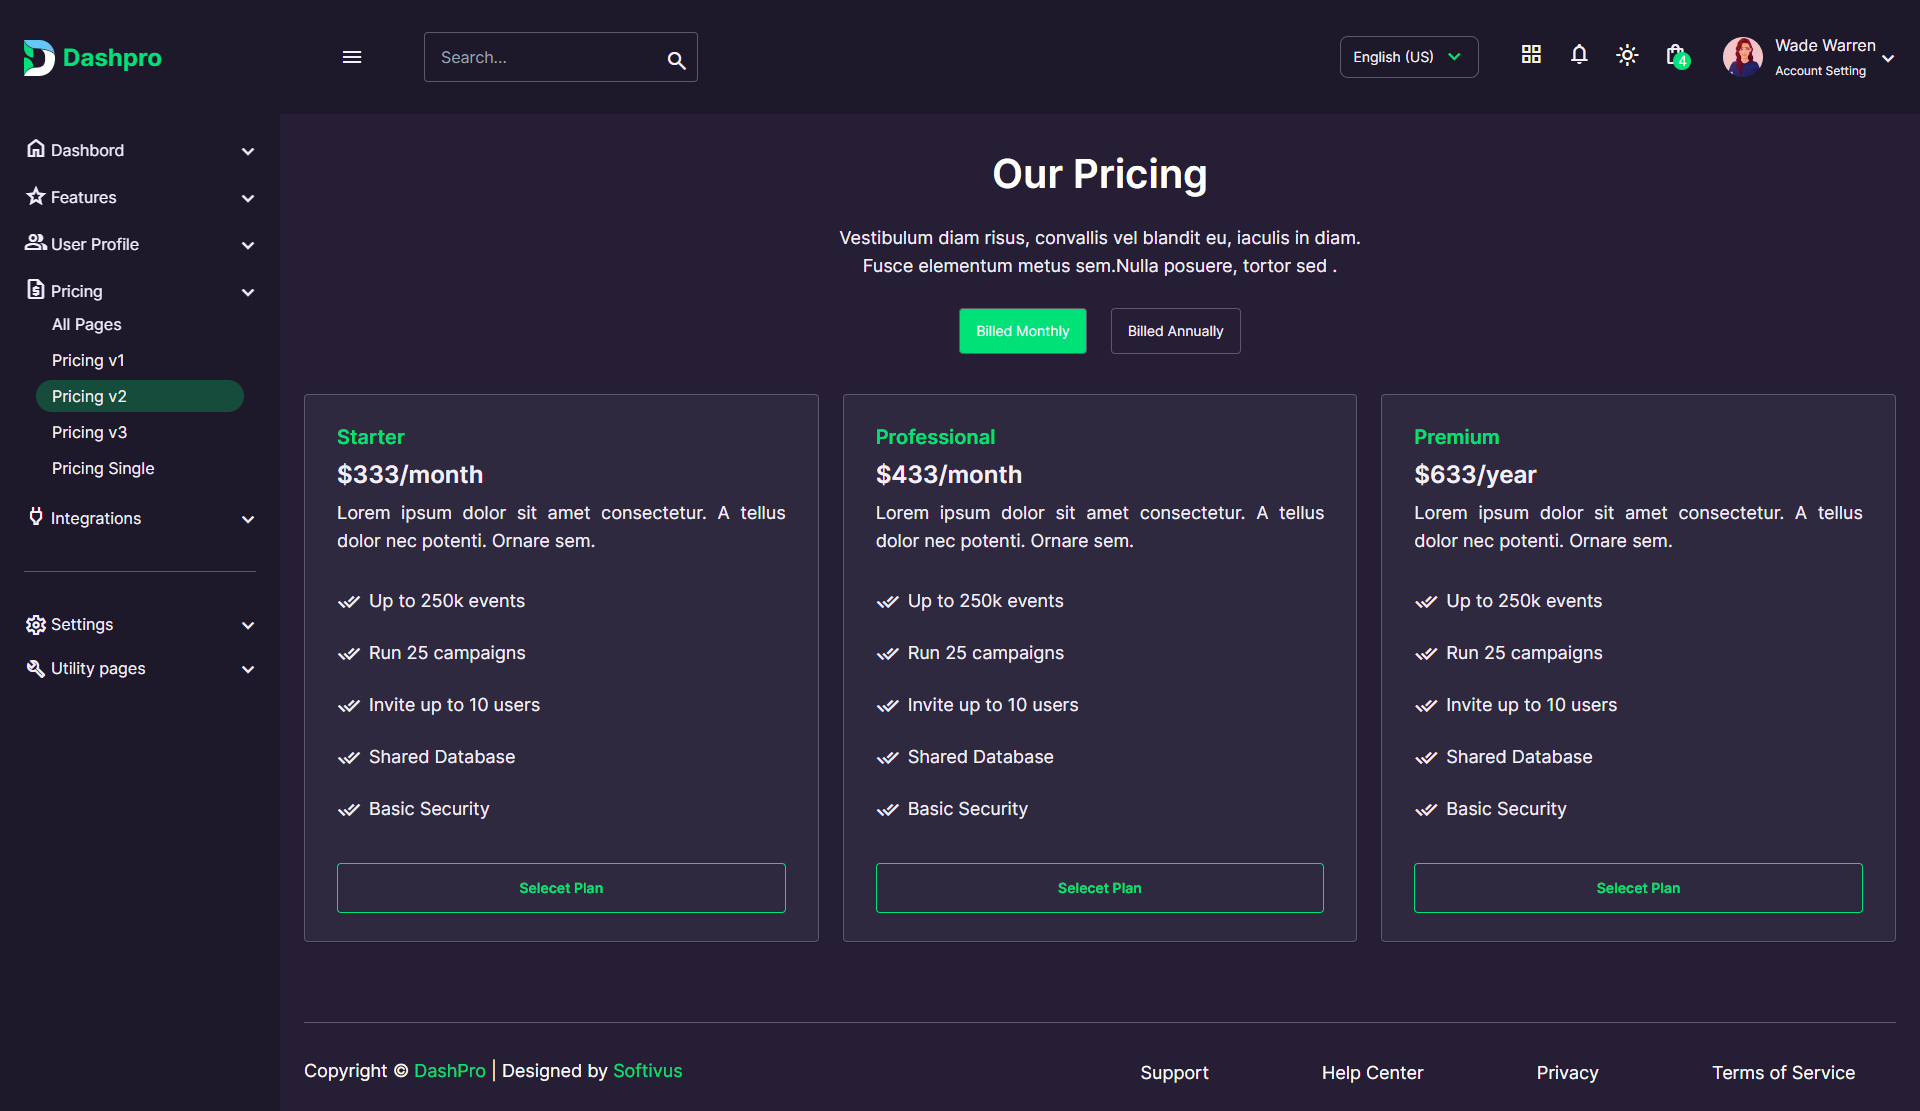 Dashpro
Search...
English (US)
4
Wade Warren
Account Setting
Dashbord
Features
User Profile
Pricing
All Pages
Pricing v1
Pricing v2
Pricing v3
Pricing Single
Integrations
Settings
Utility pages
Our Pricing
Vestibulum diam risus, convallis vel blandit eu, iaculis in diam.
Fusce elementum metus sem.Nulla posuere, tortor sed .
Billed Monthly
Billed Annually
Starter
$333/month
Lorem ipsum dolor sit amet consectetur. A tellus
dolor nec potenti. Ornare sem.
Up to 250k events
Run 25 campaigns
Invite up to 10 users
Shared Database
Basic Security
Selecet Plan
Professional
$433/month
Lorem ipsum dolor sit amet consectetur. A tellus
dolor nec potenti. Ornare sem.
Up to 250k events
Run 25 campaigns
Invite up to 10 users
Shared Database
Basic Security
Selecet Plan
Premium
$633/year
Lorem ipsum dolor sit amet consectetur. A tellus
dolor nec potenti. Ornare sem.
Up to 250k events
Run 25 campaigns
Invite up to 10 users
Shared Database
Basic Security
Selecet Plan
Copyright © DashPro | Designed by Softivus
Support
Help Center
Privacy
Terms of Service